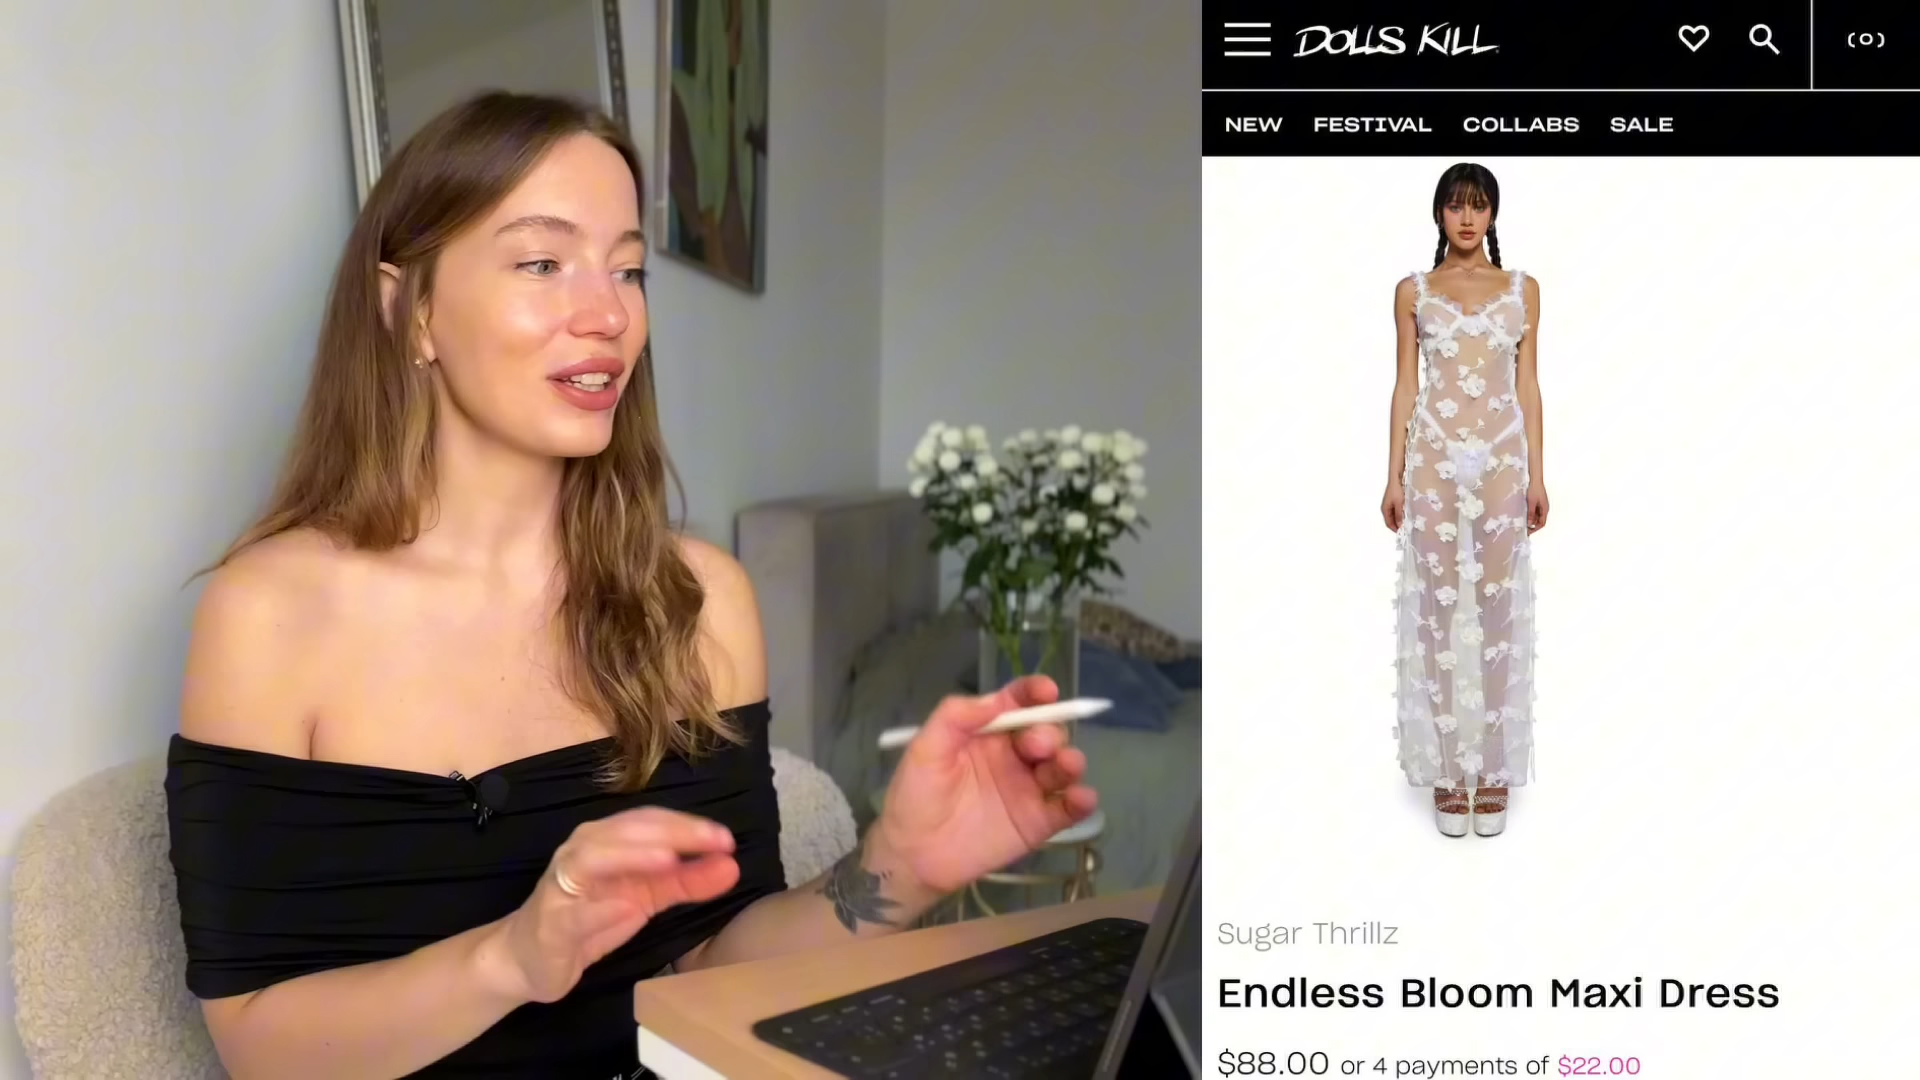 DOLLS KILL
NEW FESTIVAL COLLABS SALE
Sugar Thrillz
Endless Bloom Maxi Dress
$88.00 or 4 payments of $22.00